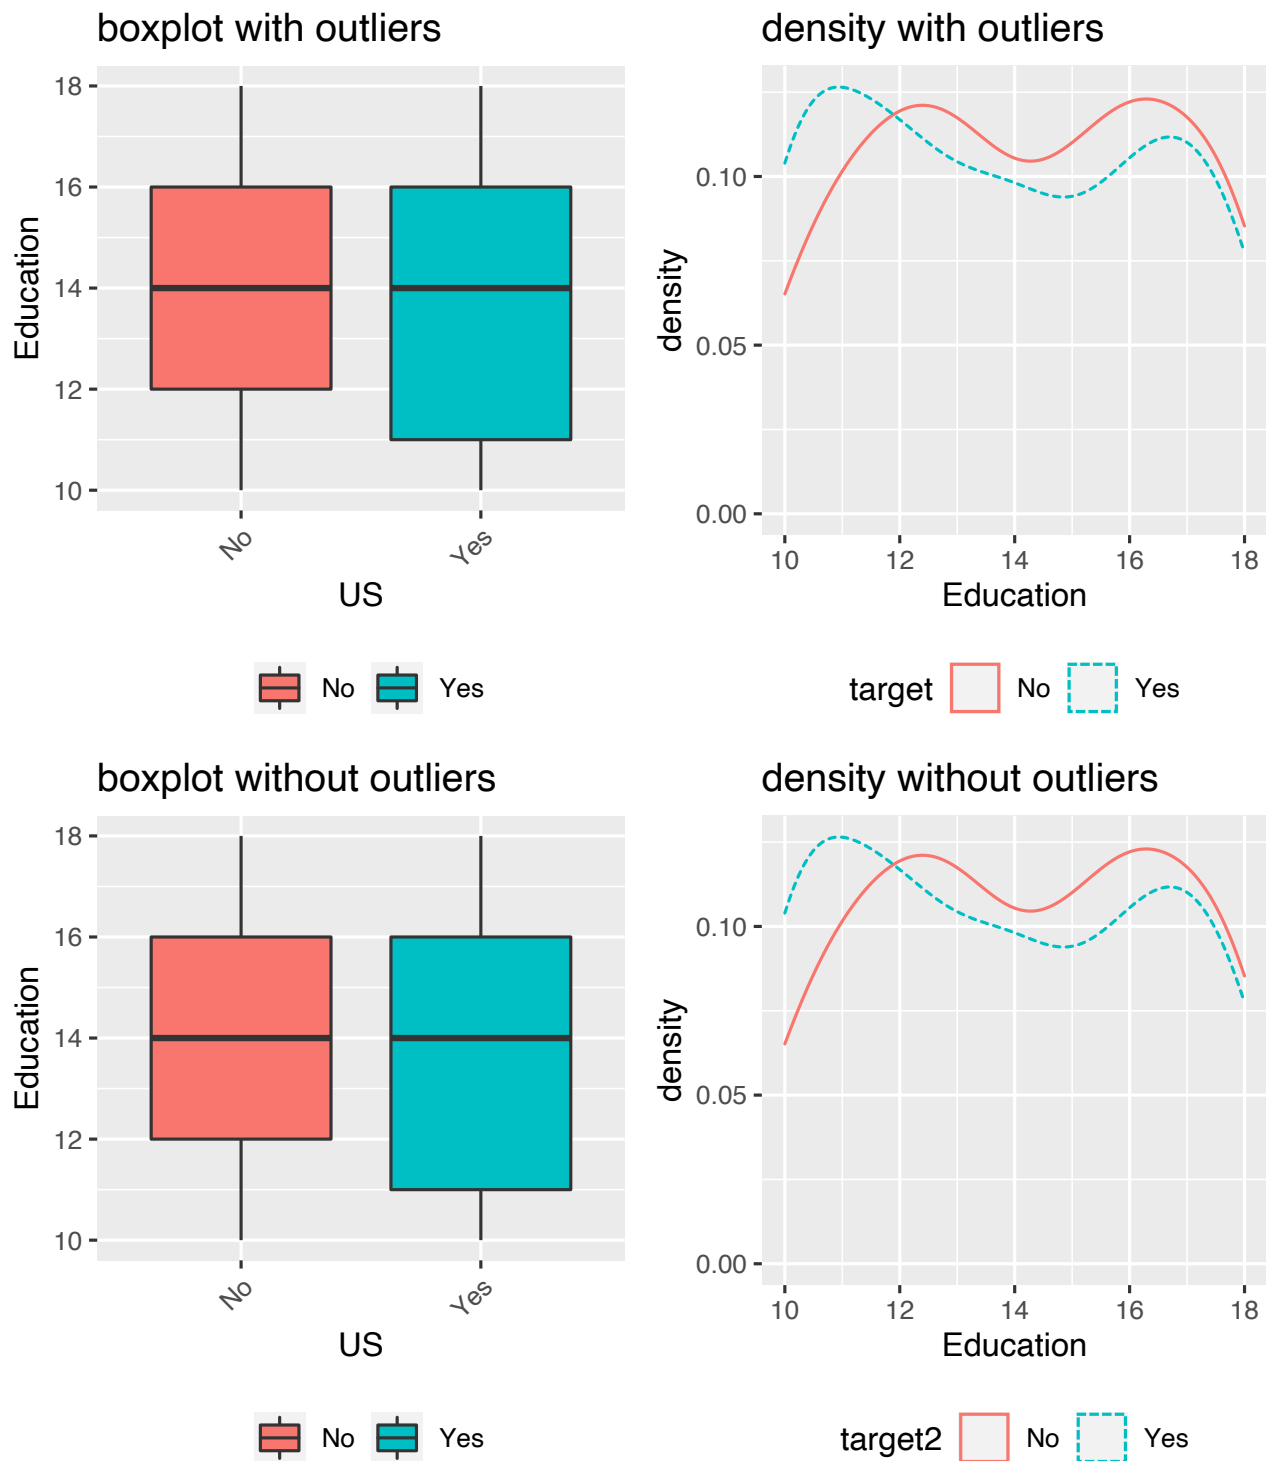 boxplot with outliers
density with outliers
18
16
14
12
10
Education
No
Yes
US
No Yes
0.10
0.05
0.00
density
10 12 14 16 18
Education
target No Yes
boxplot without outliers
density without outliers
18
16
14
12
10
Education
No
Yes
US
No Yes
0.10
0.05
0.00
density
10 12 14 16 18
Education
target2 No Yes